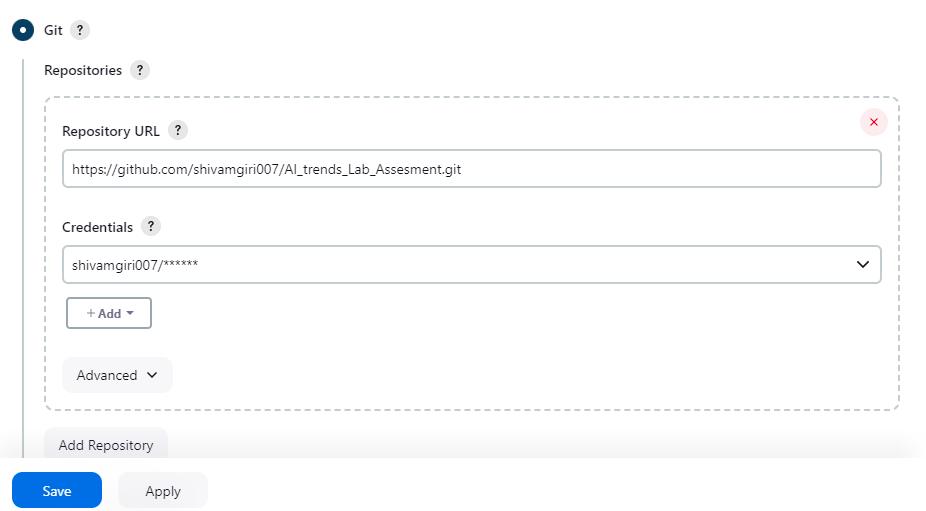 Git ?
Repositories ?
Repository URL ?
https://github.com/shivamgiri007/AI_trends_Lab_Assesment.git
Credentials ?
shivamgiri007/******
+ Add
Advanced
Add Repository
Save Apply